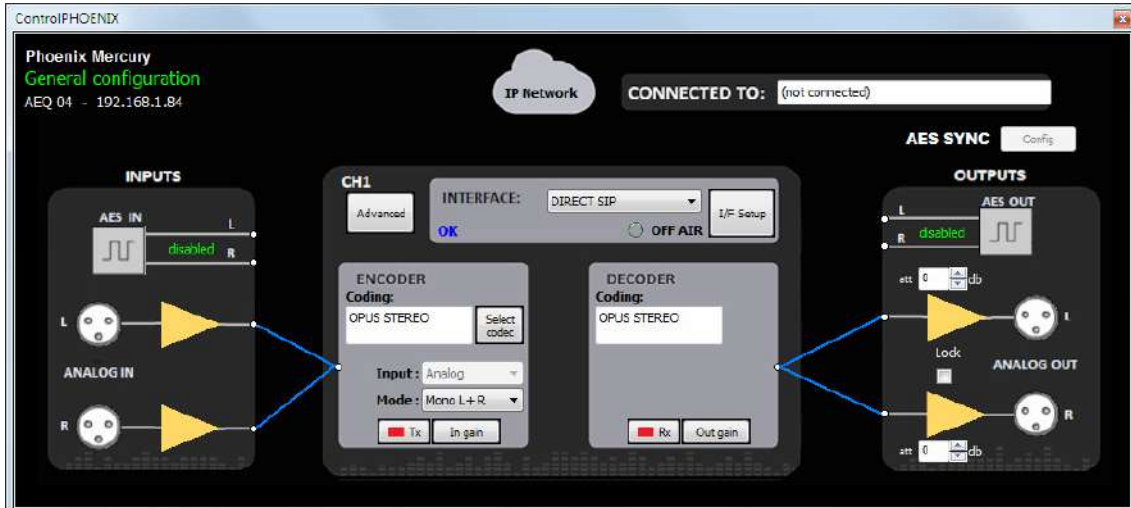 ControlPHOENIX
Phoenix Mercury
General configuration
AEQ 04 - 192.168.1.84
IP Network
CONNECTED TO: (not connected)
AES SYNC Config
INPUTS
AES IN
L
disabled R
L
ANALOG IN
R
CH1
Advanced
INTERFACE: DIRECT SIP
I/F Setup
OK OFF AIR
ENCODER
Coding:
OPUS STEREO
Select
codec
Input: Analog
Mode: Mono L+R
Tx In gain
DECODER
Coding:
OPUS STEREO
Rx Out gain
OUTPUTS
AES OUT
L
R disabled
att 0 db
L
Lock
ANALOG OUT
R
att 0 db